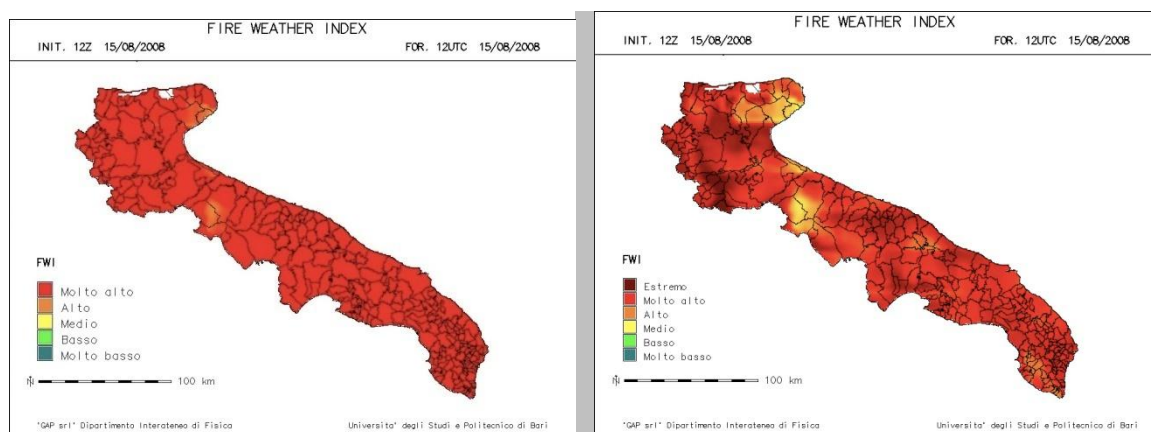 FIRE WEATHER INDEX
INIT. 12Z 15/08/2008 FOR. 12UTC 15/08/2008
FWI
Molto alto
Alto
Medio
Basso
Molto basso
N 100 km
"GAP srl" Dipartimento Interateneo di Fisica Universita' degli Studi e Politecnico di Bari
FIRE WEATHER INDEX
INIT. 12Z 15/08/2008 FOR. 12UTC 15/08/2008
FWI
Estremo
Molto alto
Alto
Medio
Basso
Molto basso
N 100 km
"GAP srl" Dipartimento Interateneo di Fisica Universita' degli Studi e Politecnico di Bari